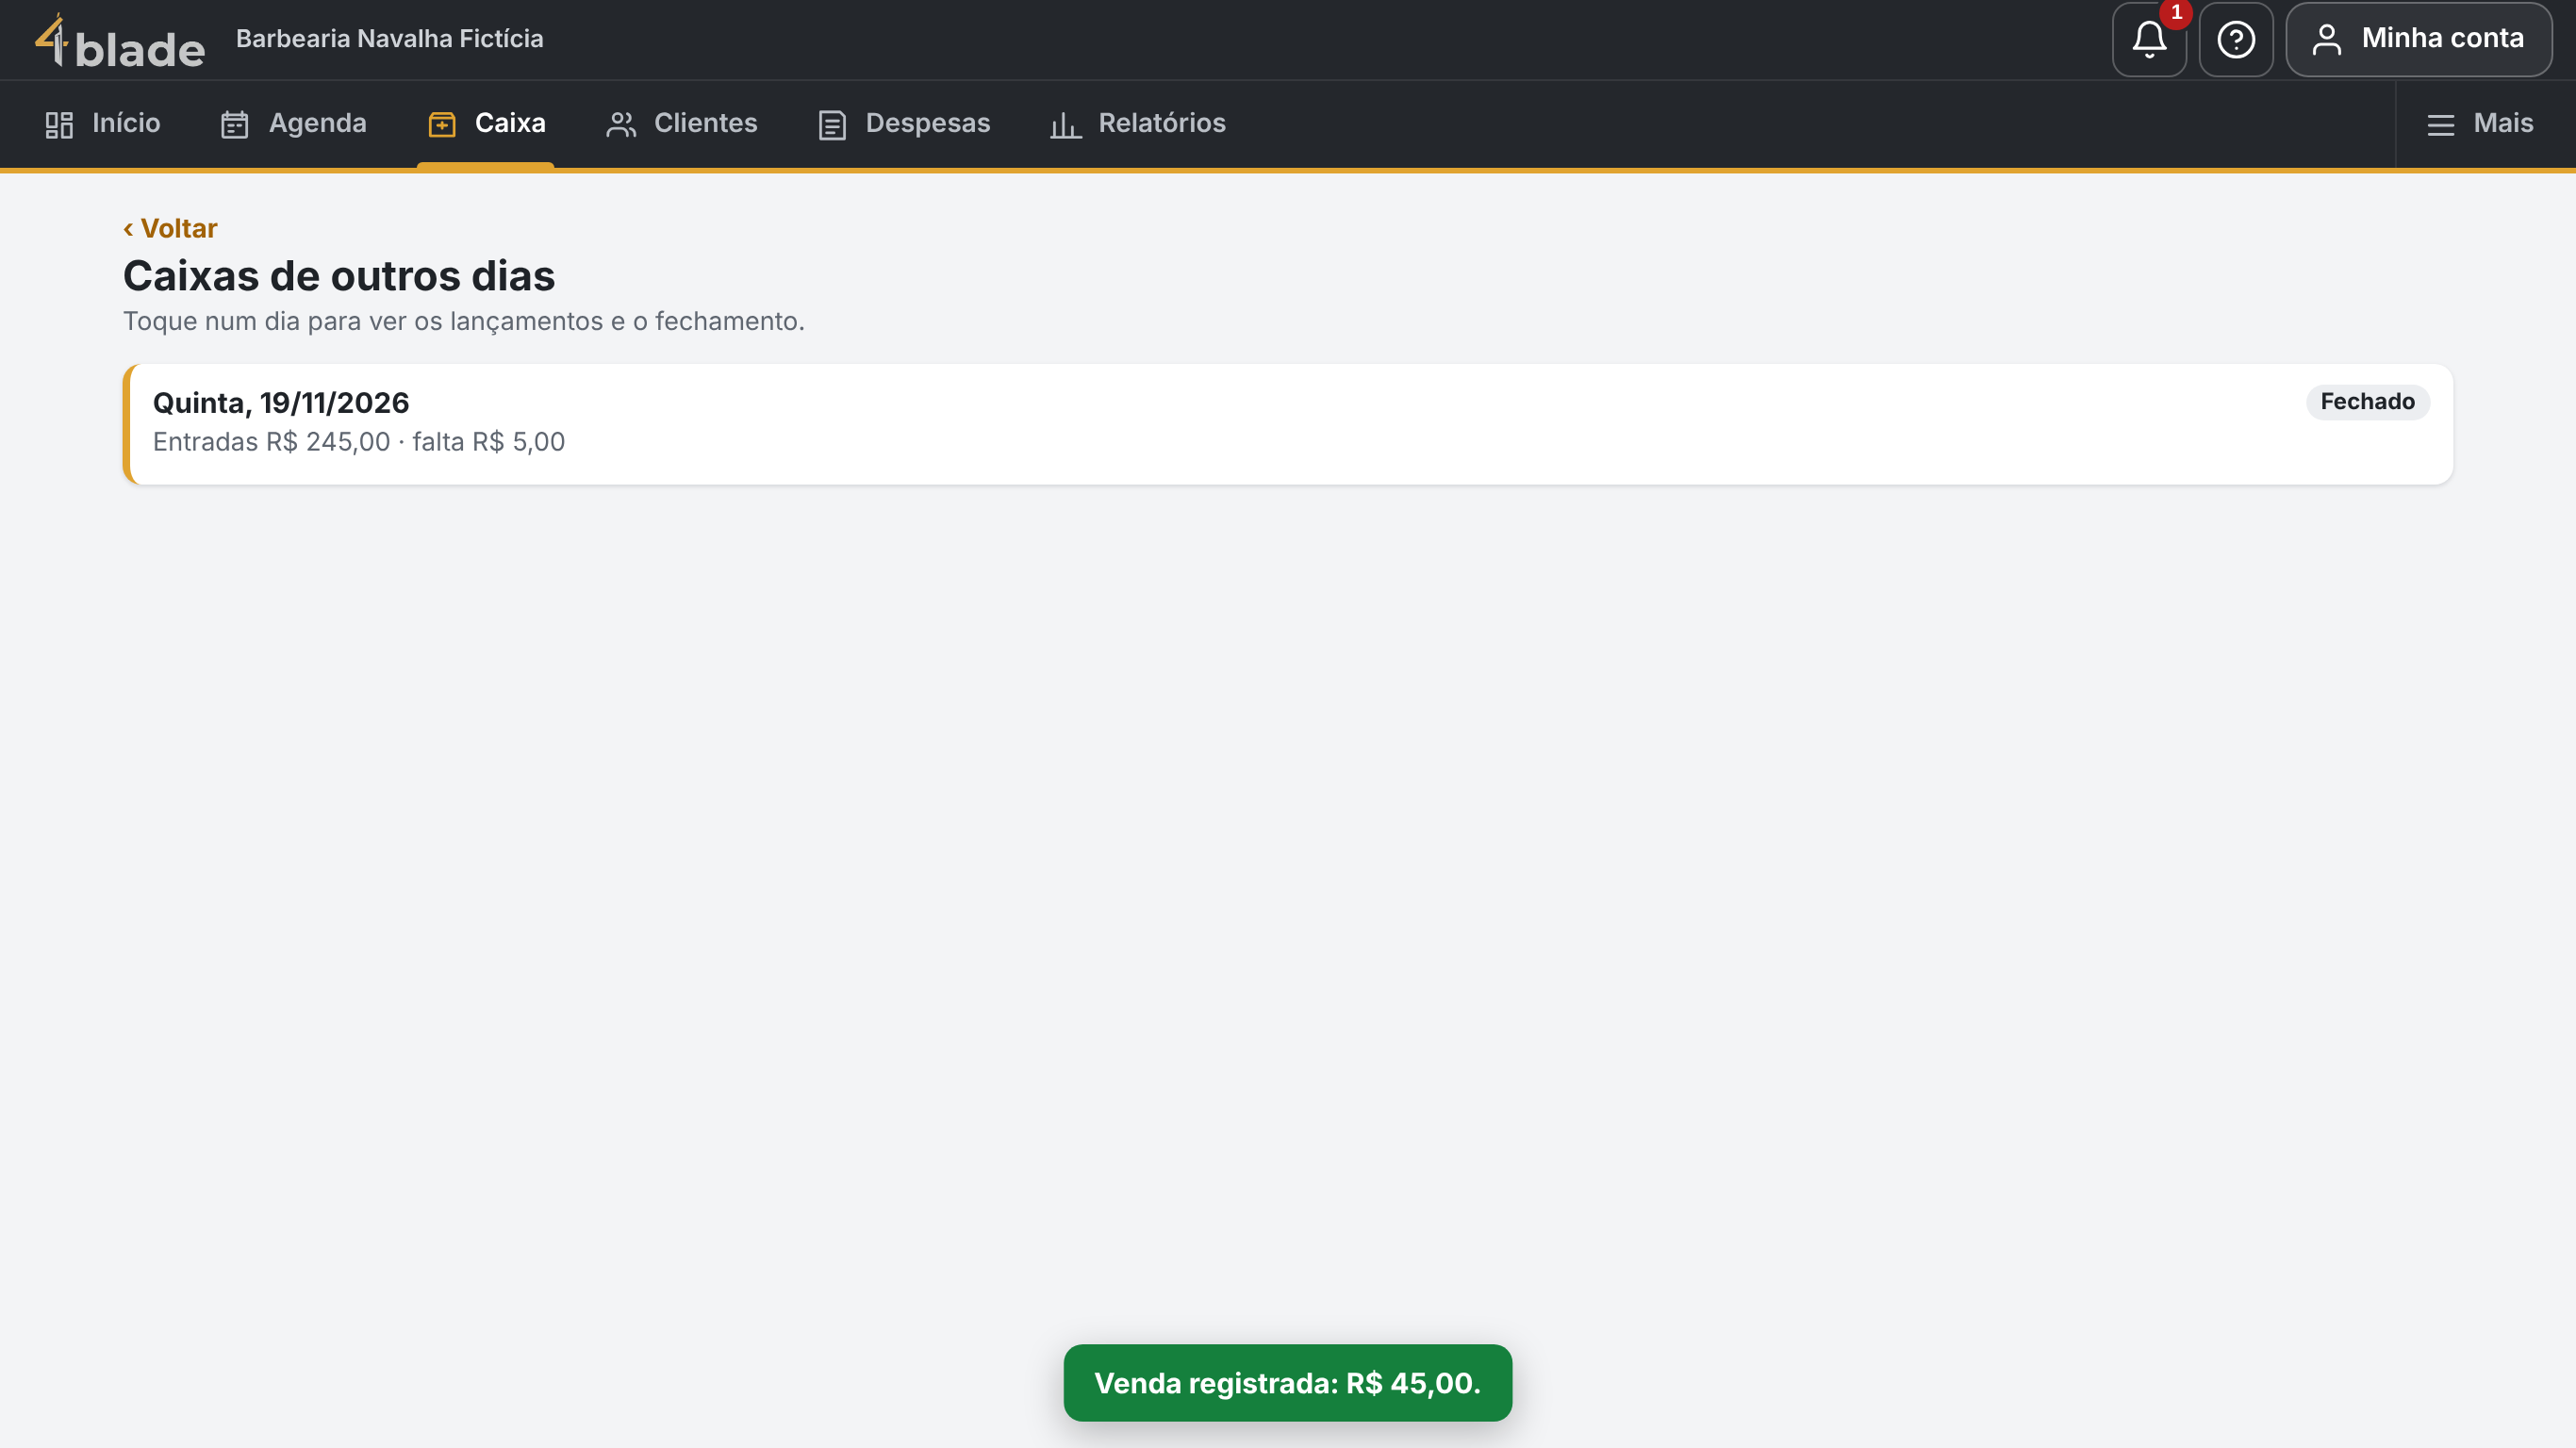 4blade
Barbearia Navalha Fictícia
1
Minha conta
Início
Agenda
Caixa
Clientes
Despesas
Relatórios
Mais
‹ Voltar
Caixas de outros dias
Toque num dia para ver os lançamentos e o fechamento.
Quinta, 19/11/2026
Fechado
Entradas R$ 245,00 · falta R$ 5,00
Venda registrada: R$ 45,00.